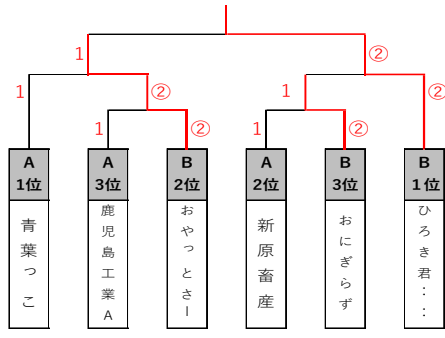 1 ②
1 ② 1 ②
1 ② 1 ②
A 1位 A 3位 B 2位 A 2位 B 3位 B 1位
青葉っこ
鹿児島工業A
おやっとさー
新原畜産
おにぎらず
ひろき君：：